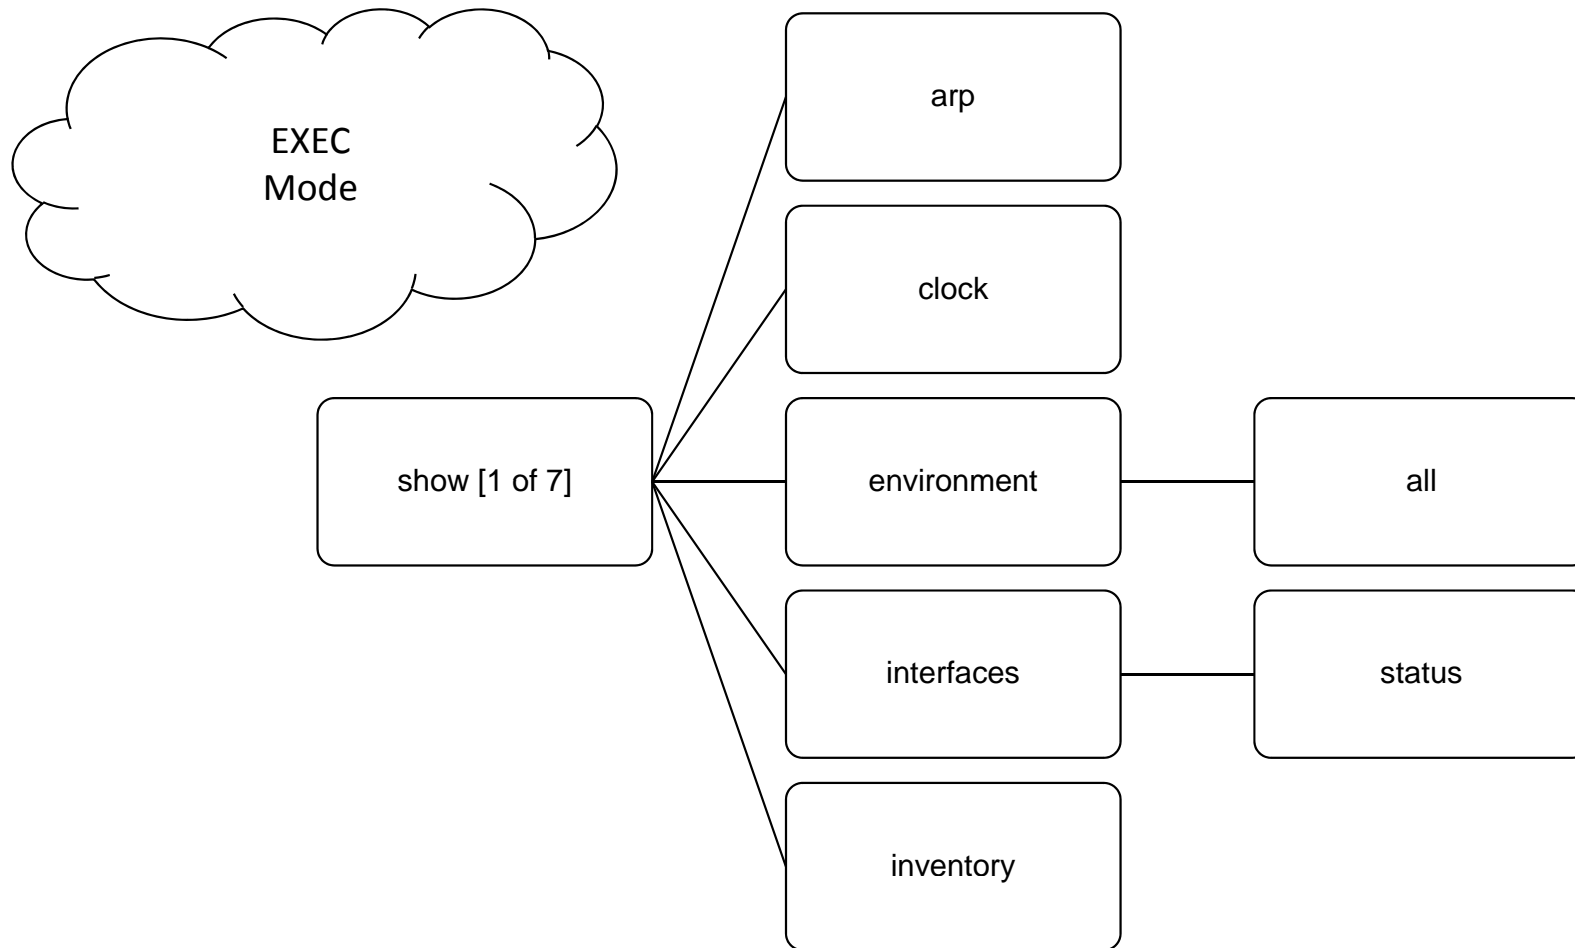 EXEC
Mode
arp
clock
show [1 of 7]
environment
all
interfaces
status
inventory